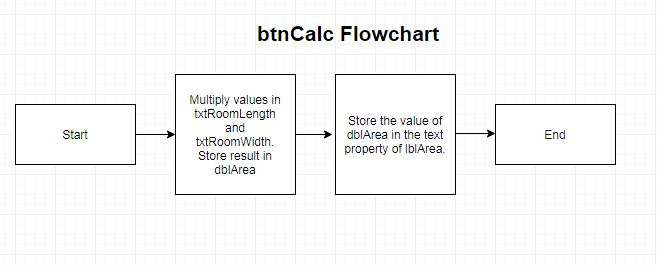 btnCalc Flowchart
Start
Multiply values in
txtRoomLength
and
txtRoomWidth.
Store result in
dblArea
Store the value of
dblArea in the text
property of lblArea.
End